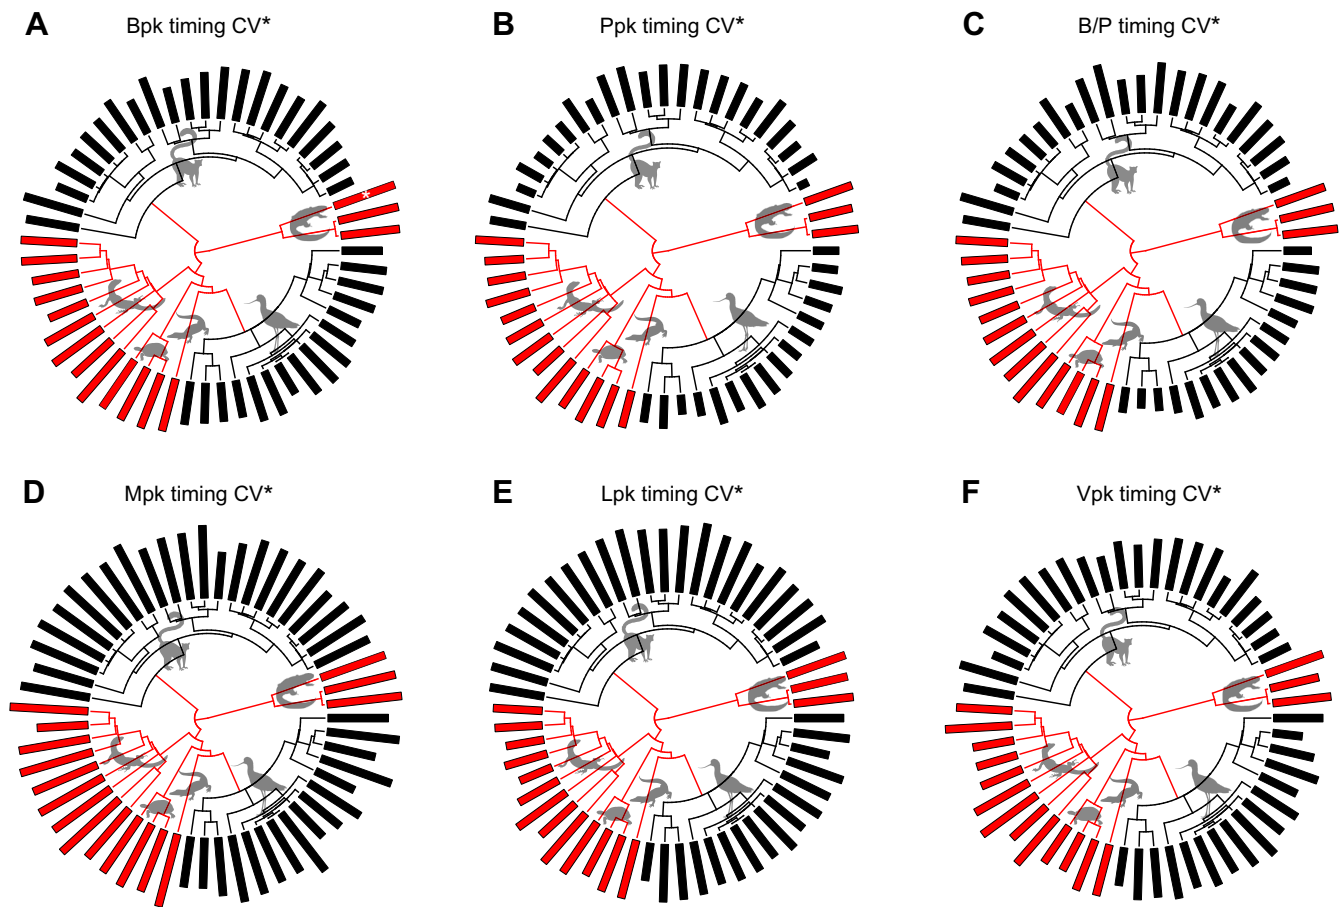 A Bpk timing CV*
B Ppk timing CV*
C B/P timing CV*
*
D Mpk timing CV*
E Lpk timing CV*
F Vpk timing CV*